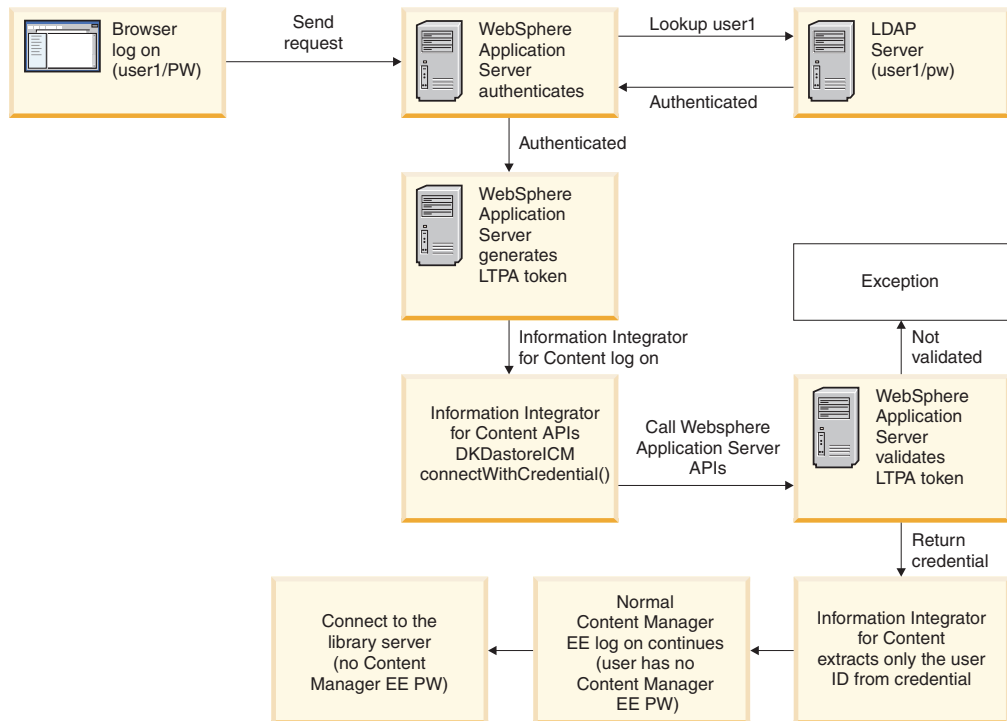 Browser
log on
(user1/PW)
Send
request
WebSphere
Application
Server
authenticates
Lookup user1
Authenticated
LDAP
Server
(user1/pw)
Authenticated
WebSphere
Application
Server
generates
LTPA token
Information Integrator
for Content log on
Information Integrator
for Content APIs
DKDastoreICM
connectWithCredential()
Call Websphere
Application Server
APIs
Exception
Not
validated
WebSphere
Application
Server
validates
LTPA token
Return
credential
Information Integrator
for Content
extracts only the user
ID from credential
Normal
Content Manager
EE log on continues
(user has no
Content Manager
EE PW)
Connect to the
library server
(no Content
Manager EE PW)